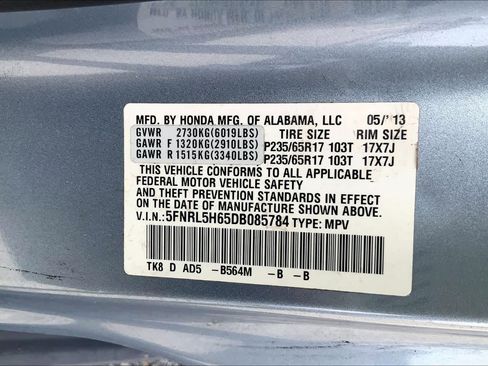 MFD. BY HONDA MFG. OF ALABAMA, LLC 05/'13
GVWR 2730KG(6019LBS) TIRE SIZE RIM SIZE
GAWR F 1320KG(2910LBS) P235/65R17 103T 17X7J
GAWR R 1515KG(3340LBS) P235/65R17 103T 17X7J
THIS VEHICLE CONFORMS TO ALL APPLICABLE
FEDERAL MOTOR VEHICLE SAFETY
AND THEFT PREVENTION STANDARDS IN EFFECT
ON THE DATE OF MANUFACTURE SHOWN ABOVE.
V.I.N.:5FNRL5H65DB085784 TYPE: MPV
TK8 D AD5 -B564M -B -B